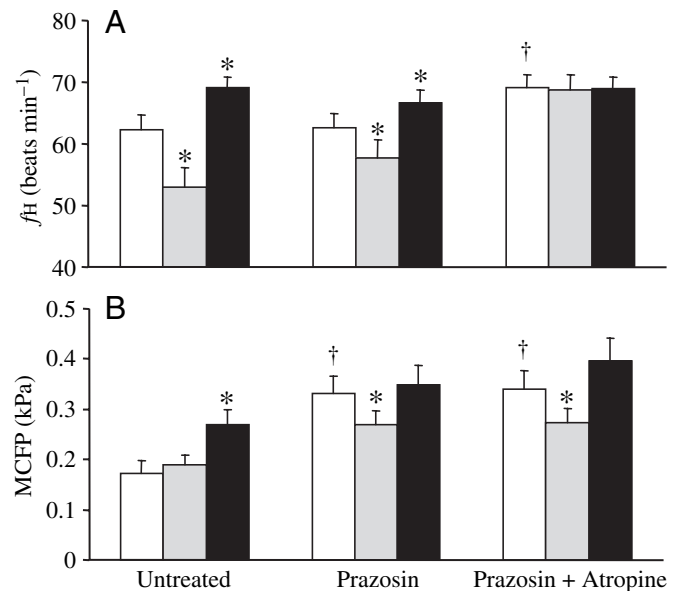 A
80
70
60
50
40
fH (beats min−1)
* * * * †
B
0.5
0.4
0.3
0.2
0.1
0
MCFP (kPa)
* † * † *
Untreated Prazosin Prazosin + Atropine